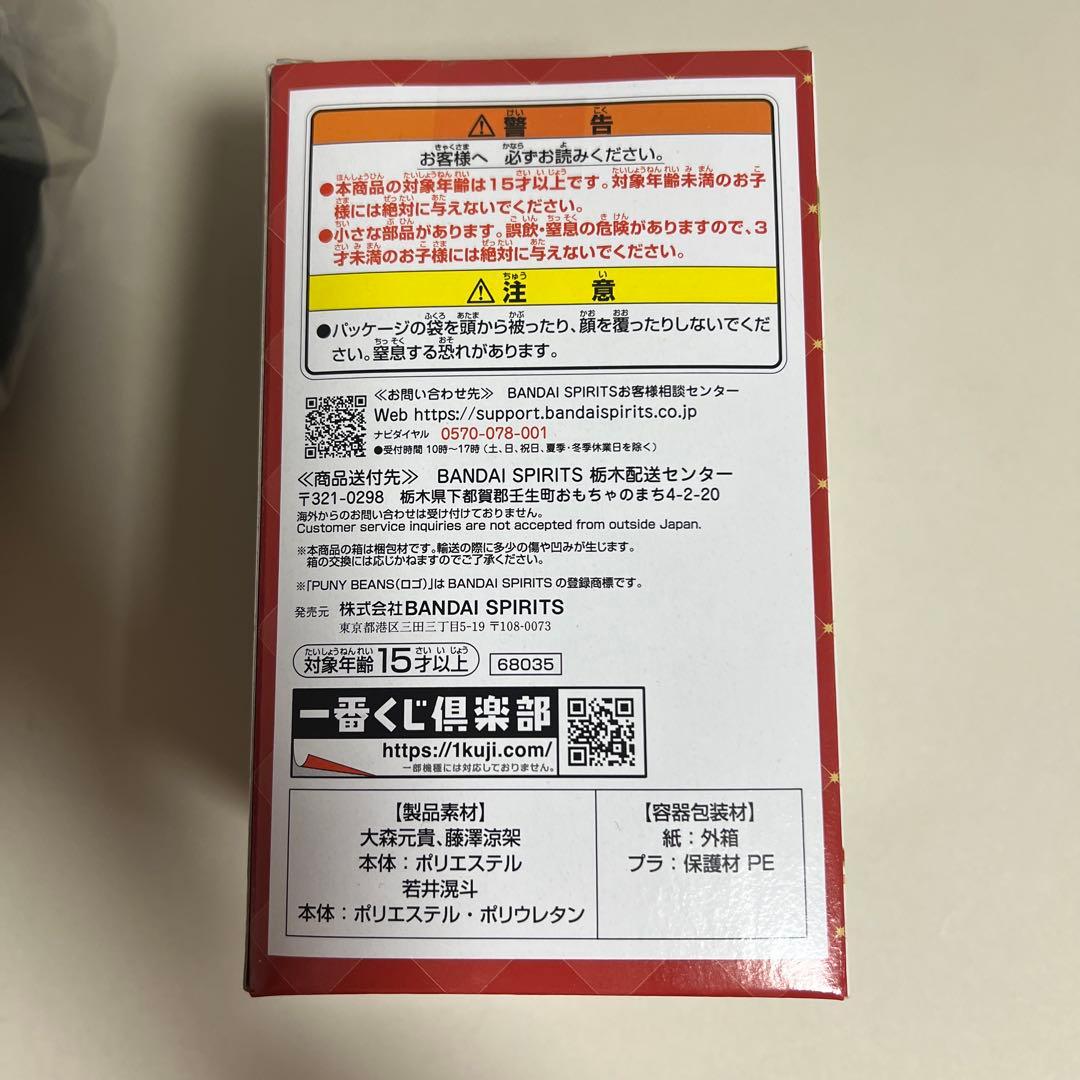 ⚠警告
お客様へ 必ずお読みください。
●本商品の対象年齢は15才以上です。対象年齢未満のお子
様には絶対に与えないでください。
●小さな部品があります。誤飲・窒息の危険がありますので、3
才未満のお子様には絶対に与えないでください。
⚠注意
●パッケージの袋を頭から被ったり、顔を覆ったりしないでくだ
さい。窒息する恐れがあります。
≪お問い合わせ先≫ BANDAI SPIRITSお客様相談センター
Web https://support.bandaispirits.co.jp
ナビダイヤル 0570-078-001
●受付時間 10時～17時（土、日、祝日、夏季・冬季休業日を除く）
≪商品送付先≫ BANDAI SPIRITS 栃木配送センター
〒321-0298 栃木県下都賀郡壬生町おもちゃのまち4-2-20
海外からのお問い合わせは受け付けておりません。
Customer service inquiries are not accepted from outside Japan.
※本商品の箱は梱包材です。輸送の際に多少の傷や凹みが生じます。
箱の交換には応じかねますのでご了承ください。
※「PUNY BEANS（ロゴ）」は BANDAI SPIRITS の登録商標です。
発売元 株式会社BANDAI SPIRITS
東京都港区三田三丁目5-19 〒108-0073
対象年齢 15才以上 68035
一番くじ倶楽部
https://1kuji.com/
一部機種には対応しておりません。
【製品素材】
大森元貴、藤澤涼架
本体：ポリエステル
若井滉斗
本体：ポリエステル・ポリウレタン
【容器包装材】
紙：外箱
プラ：保護材 PE